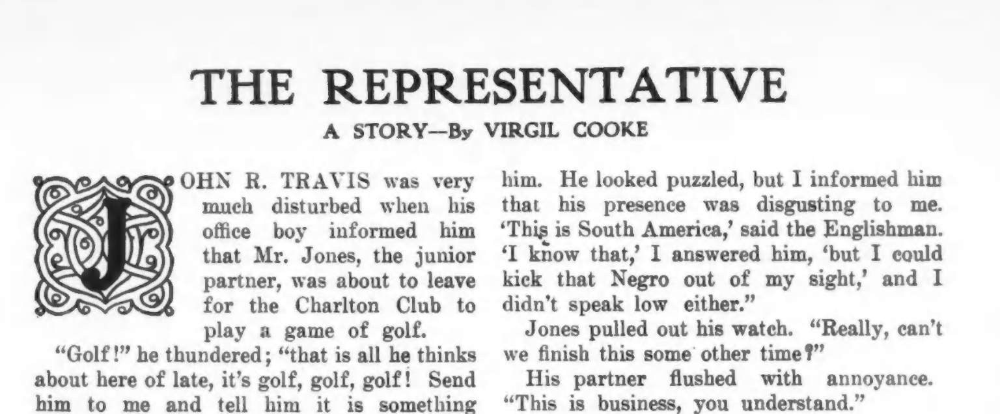 THE REPRESENTATIVE
A STORY—By VIRGIL COOKE
JOHN R. TRAVIS was very
much disturbed when his
office boy informed him
that Mr. Jones, the junior
partner, was about to leave
for the Charlton Club to
play a game of golf.
"Golf!" he thundered; "that is all he thinks
about here of late, it's golf, golf, golf! Send
him to me and tell him it is something
him. He looked puzzled, but I informed him
that his presence was disgusting to me.
'This is South America,' said the Englishman.
'I know that,' I answered him, 'but I could
kick that Negro out of my sight,' and I
didn't speak low either."
Jones pulled out his watch. "Really, can't
we finish this some other time?"
His partner flushed with annoyance.
"This is business, you understand."